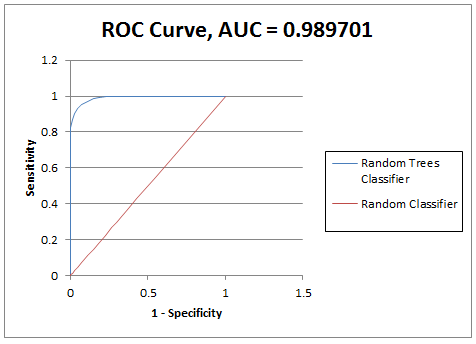 ROC Curve, AUC = 0.989701
1.2
1
0.8
0.6
0.4
0.2
0
Sensitivity
0
0.5
1
1.5
1 - Specificity
Random Trees
Classifier
Random Classifier